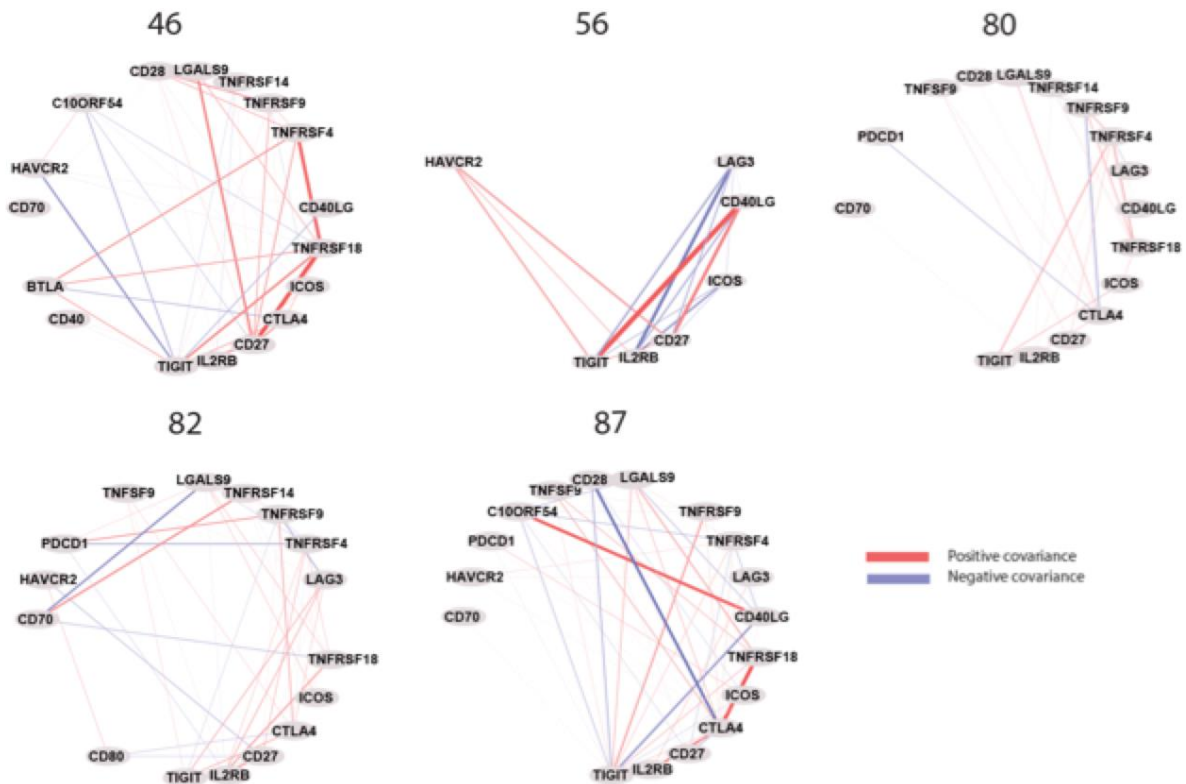 46
CD28
LGALS9
TNFRSF14
TNFRSF9
C10ORF54
TNFRSF4
HAVCR2
CD70
CD40LG
TNFRSF18
BTLA
ICOS
CD40
CTLA4
CD27
TIGIT
IL2RB
56
HAVCR2
LAG3
CD40LG
ICOS
CD27
TIGIT
IL2RB
80
CD28
LGALS9
TNFSF9
TNFRSF14
TNFRSF9
PDCD1
TNFRSF4
LAG3
CD70
CD40LG
TNFRSF18
ICOS
CTLA4
CD27
TIGIT
IL2RB
82
LGALS9
TNFSF9
TNFRSF14
TNFRSF9
PDCD1
TNFRSF4
HAVCR2
LAG3
CD70
TNFRSF18
ICOS
CTLA4
CD80
CD27
TIGIT
IL2RB
87
CD28
LGALS9
TNFSF9
C10ORF54
TNFRSF9
PDCD1
TNFRSF4
HAVCR2
LAG3
CD70
CD40LG
TNFRSF18
ICOS
CTLA4
CD27
TIGIT
IL2RB
Positive covariance
Negative covariance